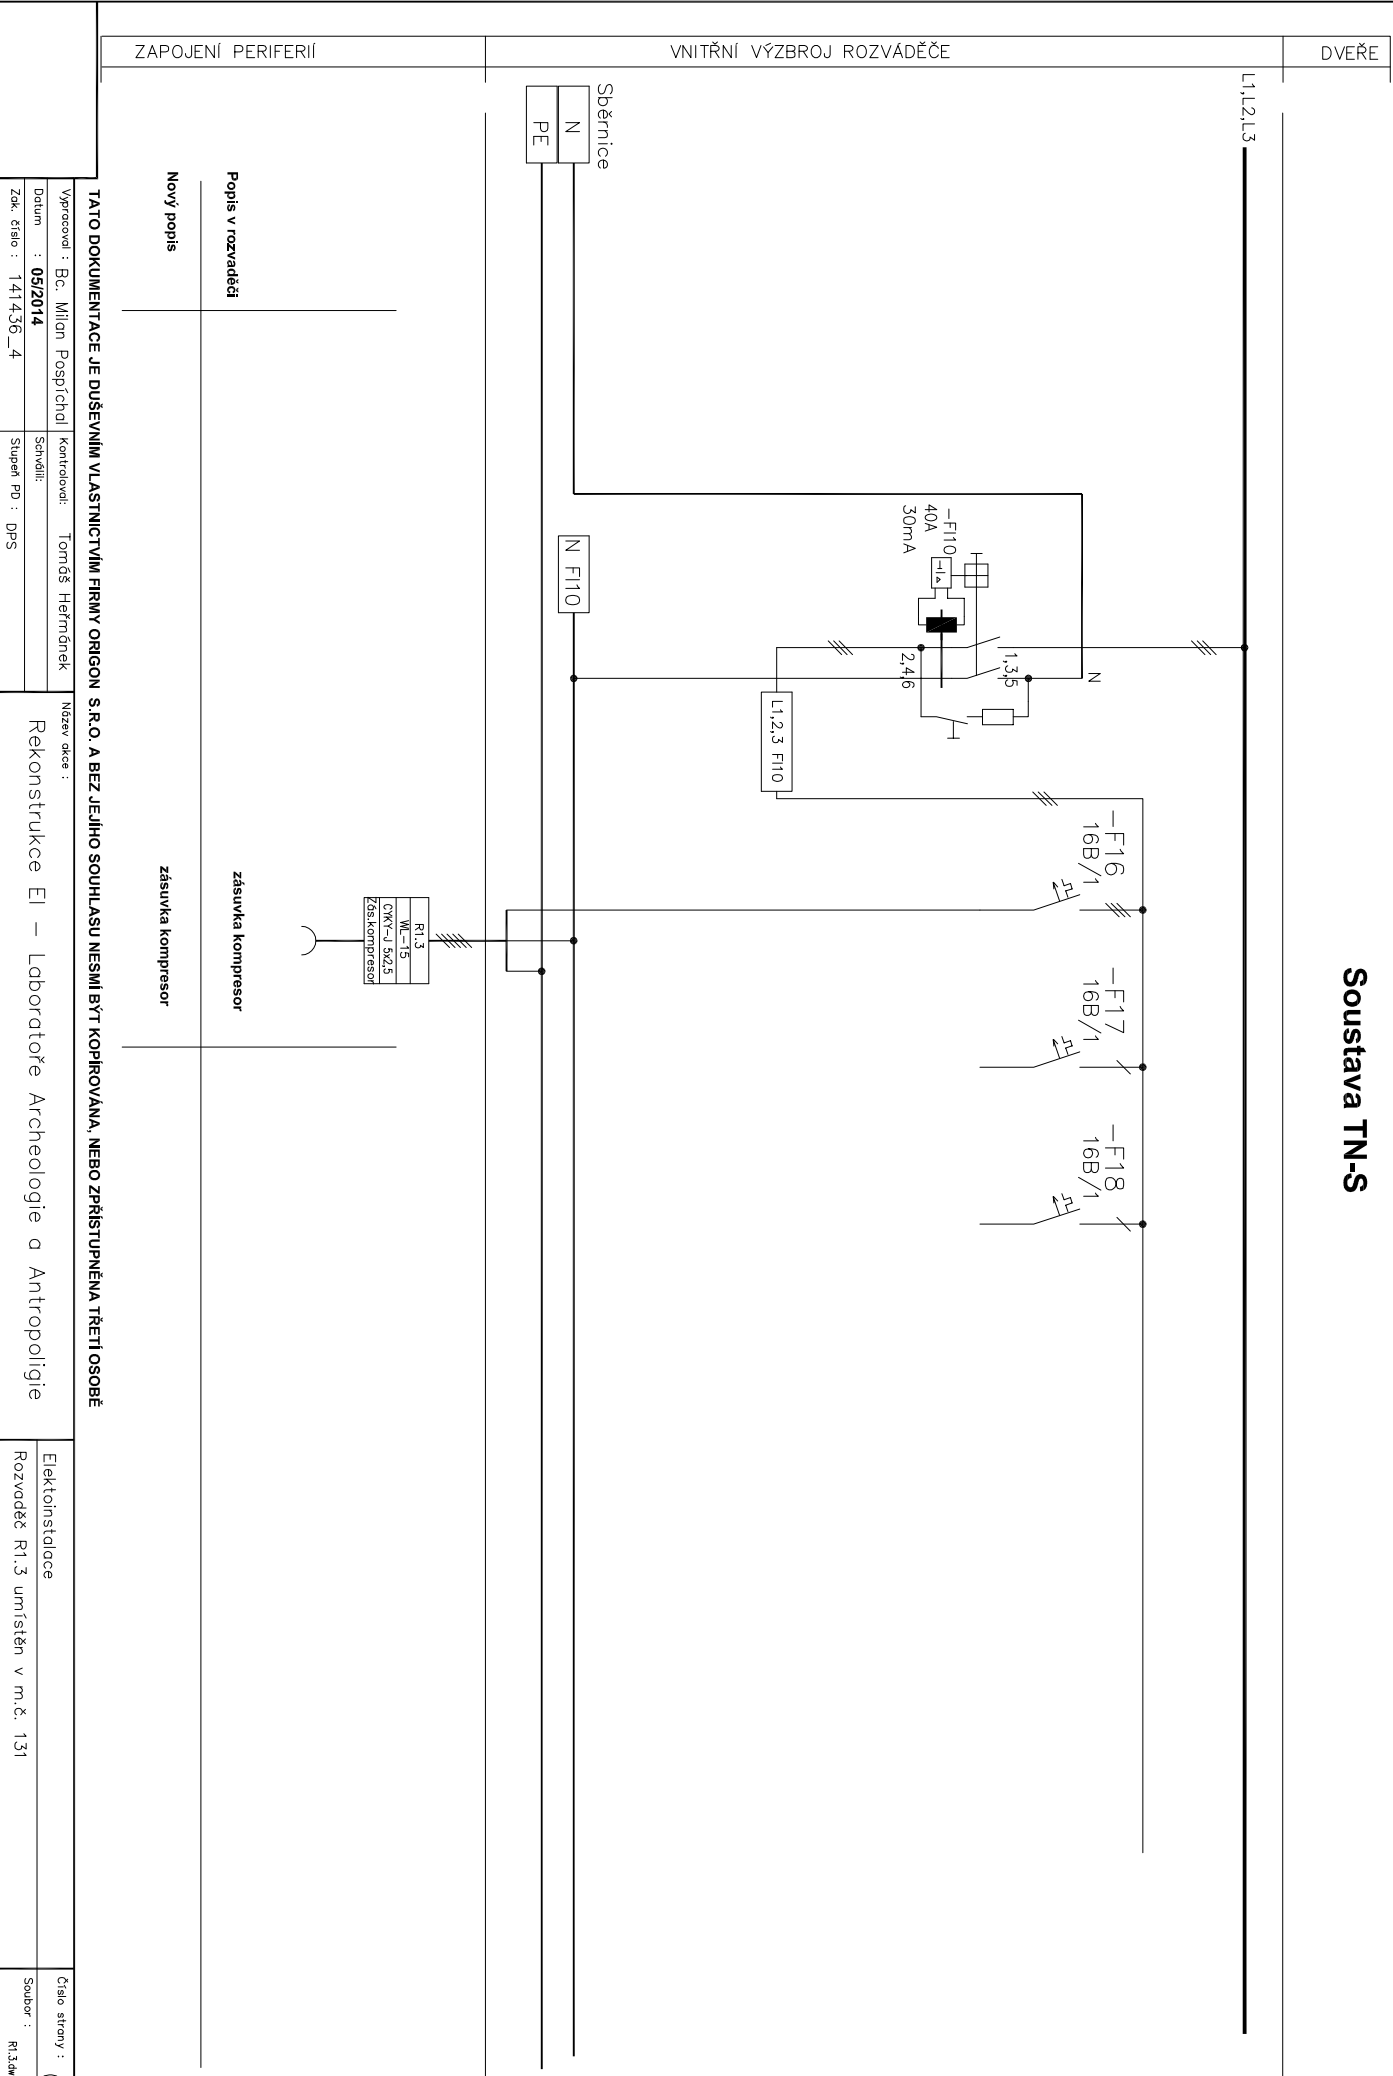 Soustava TN-S
DVEŘE
VNITŘNÍ VÝZBROJ ROZVÁDĚČE
ZAPOJENÍ PERIFERIÍ
L1,L2,L3
-F16
16B/1
-F17
16B/1
-F18
16B/1
N
1,3,5
2,4,6
-FI10
40A
30mA
L1,2,3 FI10
Sběrnice
N
PE
N FI10
R1.3
WL-15
CYKY-J 5x2,5
Zás.kompresor
Popis v rozvaděči
zásuvka kompresor
Nový popis
zásuvka kompresor
TATO DOKUMENTACE JE DUŠEVNÍM VLASTNICTVÍM FIRMY ORIGON S.R.O. A BEZ JEJÍHO SOUHLASU NESMÍ BÝT KOPÍROVÁNA, NEBO ZPŘÍSTUPNĚNA TŘETÍ OSOBĚ
Vypracoval : Bc. Milan Pospíchal
Kontroloval: Tomáš Heřmánek
Datum : 05/2014
Schválil:
Zak. číslo : 141436_4
Stupeň PD : DPS
Název akce :
Rekonstrukce EI - Laboratoře Archeologie a Antropoligie
Elektoinstalace
Rozvaděč R1.3 umístěn v m.č. 131
Číslo strany :
Soubor :